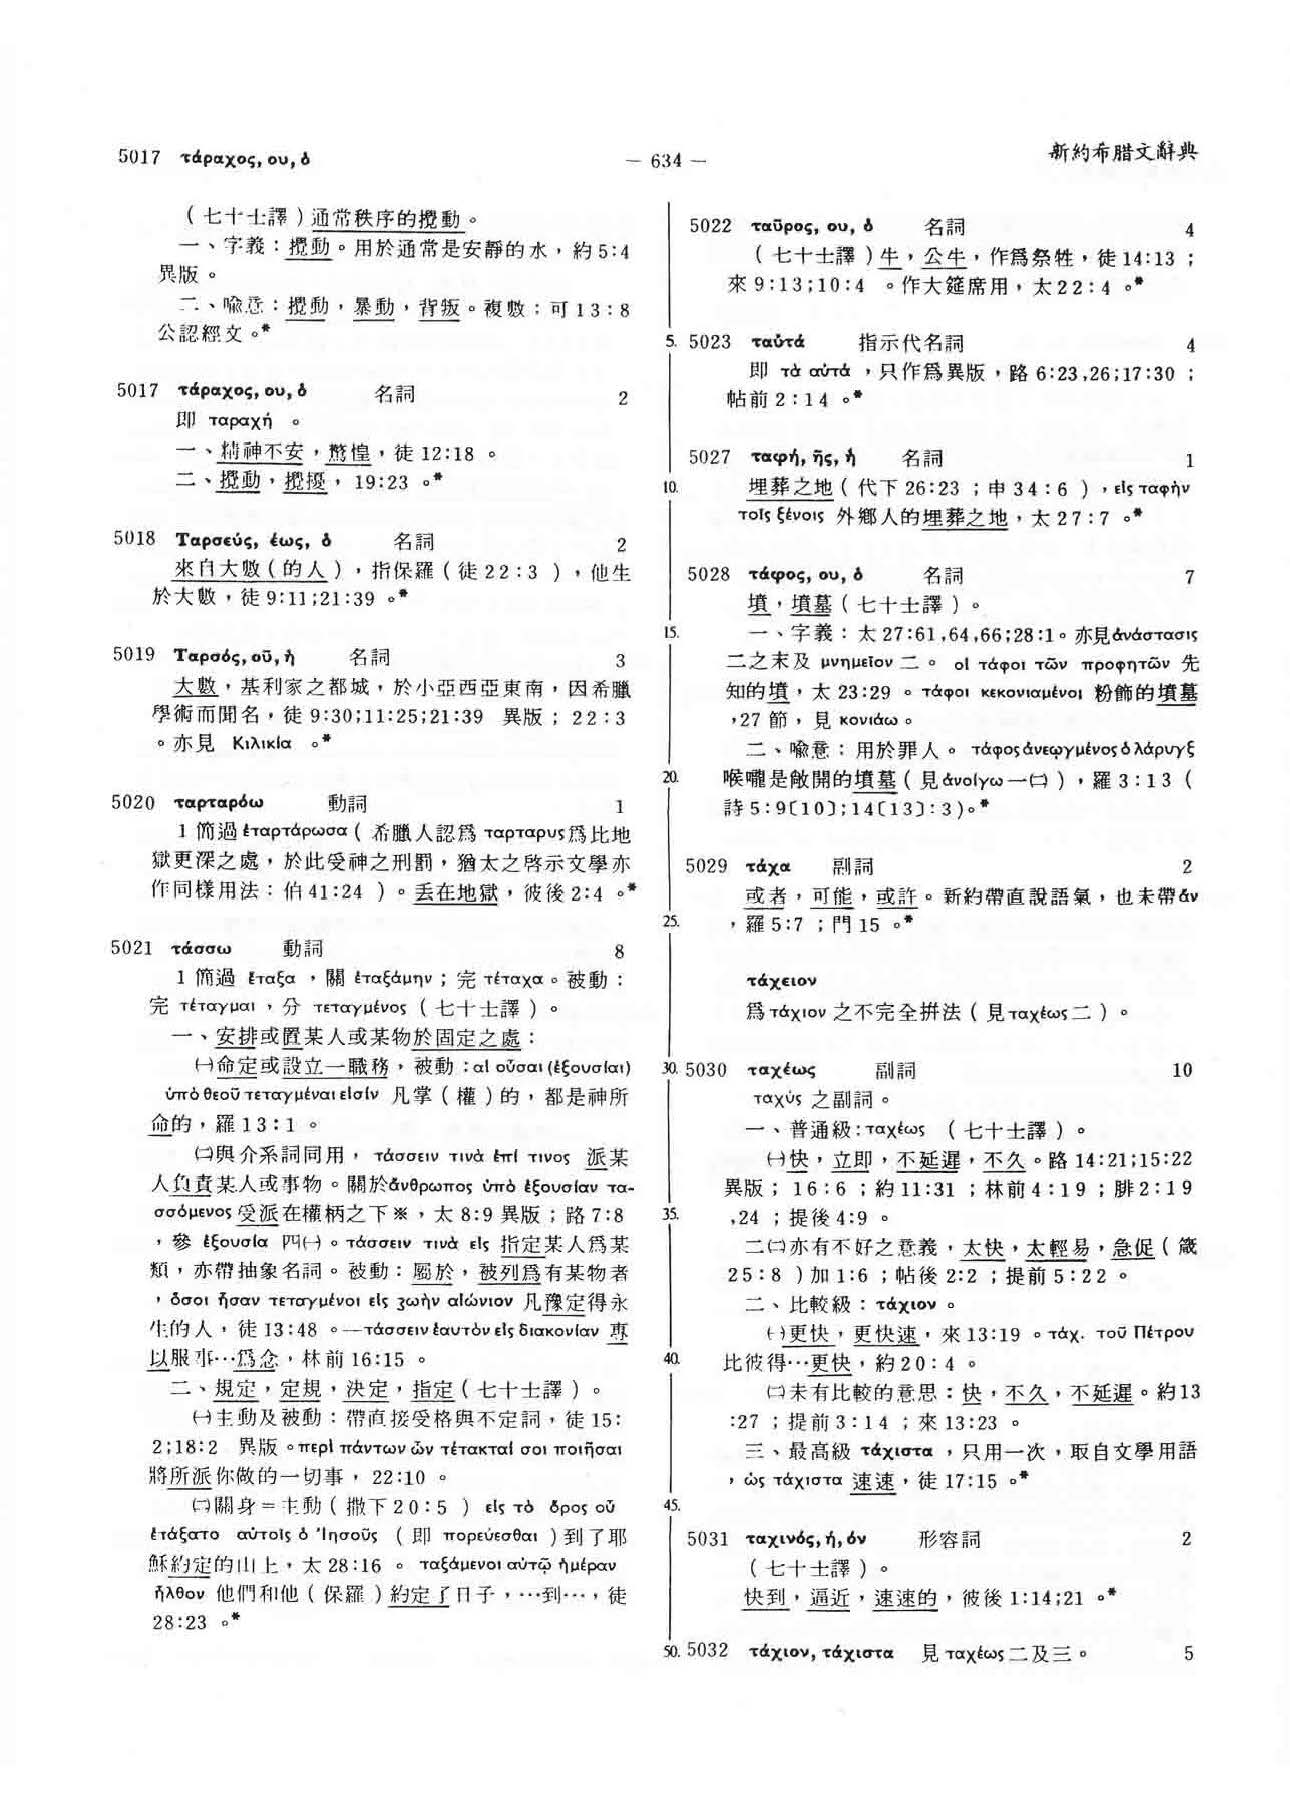 5017 τάραχος, ου, ὁ
— 634 —
新約希腊文辭典
(七十士譯)通常秩序的攪動。
一、字義：攪動。用於通常是安靜的水，約5:4
異版。
二、喻意：攪動，暴動，背叛。複數：可13:8
公認經文。*
5017 τάραχος, ου, ὁ 名詞 2
即 ταραχή 。
一、精神不安，驚惶，徒12:18 。
二、攪動，攪擾，19:23 。*
5018 Ταρσεύς, έως, ὁ 名詞 2
來自大數(的人)，指保羅(徒22:3 )，他生
於大數，徒9:11;21:39 。*
5019 Ταρσός, οῦ, ἡ 名詞 3
大數，基利家之都城，於小亞西亞東南，因希臘
學術而聞名，徒9:30;11:25;21:39 異版；22:3
。亦見 Κιλικία 。*
5020 ταρταρόω 動詞 1
1 简過ἐταρτάρωσα ( 希臘人認爲 ταρταρυς爲比地
獄更深之處，於此受神之刑罰，猶太之啓示文學亦
作同樣用法：伯41:24 )。丢在地獄，彼後2:4 。*
5021 τάσσω 動詞 8
1 简過 ἔταξα ，關 ἐταξάμην；完 τέταχα。被動：
完 τέταγμαι ，分 τεταγμένος (七十士譯)。
一、安排或置某人或某物於固定之處：
㈠命定或設立一職務，被動：αἱ οὖσαι (ἐξουσίαι)
ὑπὸ θεοῦ τεταγμέναι εἰσίν 凡掌(權)的，都是神所
命的，羅13:1 。
㈡與介系詞同用，τάσσειν τινὰ ἐπί τινος 派某
人負責某人或事物。關於ἄνθρωπος ὑπὸ ἐξουσίαν τα-
σσόμενος 受派在權柄之下※，太8:9異版；路7:8
，參 ἐξουσία 四㈠。τάσσειν τινὰ εἰς 指定某人爲某
類，亦帶抽象名詞。被動：屬於，被列爲有某物者
，ὅσοι ἦσαν τεταγμένοι εἰς ζωὴν αἰώνιον 凡豫定得永
生的人，徒13:48 。—τάσσειν ἑαυτὸν εἰς διακονίαν 專
以服事…爲念，林前16:15 。
二、規定，定規，決定，指定(七十士譯)。
㈠主動及被動：帶直接受格與不定詞，徒15:
2;18:2 異版。περὶ πάντων ὧν τέτακταί σοι ποιῆσαι
將所派你做的一切事，22:10 。
㈡關身＝主動(撒下20:5 ) εἰς τὸ ὄρος οὗ
ἐτάξατο αὐτοῖς ὁ Ἰησοῦς (即 πορεύεσθαι )到了耶
穌約定的山上，太28:16 。 ταξάμενοι αὐτῷ ἡμέραν
ἦλθον 他們和他(保羅)約定了日子，…到…，徒
28:23 。*
5022 ταῦρος, ου, ὁ 名詞 4
(七十士譯)牛，公牛，作爲祭牲，徒14:13；
來9:13;10:4 。作大筵席用，太22:4 。*
5. 5023 ταὐτά 指示代名詞 4
即 τὰ αὐτά ，只作爲異版，路6:23,26;17:30；
帖前2:14 。*
5027 ταφή, ῆς, ἡ 名詞 1
10. 埋葬之地(代下26:23；申34:6 )，εἰς ταφὴν
τοῖς ξένοις 外鄉人的埋葬之地，太27:7 。*
5028 τάφος, ου, ὁ 名詞 7
墳，墳墓(七十士譯)。
15. 一、字義：太27:61,64,66;28:1。亦見ἀνάστασις
二之末及 μνημεῖον 二。 οἱ τάφοι τῶν προφητῶν 先
知的墳，太23:29 。τάφοι κεκονιαμένοι 粉飾的墳墓
，27節，見 κονιάω。
二、喻意：用於罪人。 τάφος ἀνεῳγμένος ὁ λάρυγξ
20. 喉嚨是敞開的墳墓(見ἀνοίγω一㈡)，羅3:13 (
詩5:9〔10〕；14〔13〕:3)。*
5029 τάχα 副詞 2
或者，可能，或許。新約帶直說語氣，也未帶ἄν
25. ，羅5:7；門15 。*
τάχειον
爲τάχιον之不完全拚法(見ταχέως二)。
30. 5030 ταχέως 副詞 10
ταχύς 之副詞。
一、普通級：ταχέως (七十士譯)。
㈠快，立即，不延遲，不久。路14:21;15:22
異版；16:6；約11:31；林前4:19；腓2:19
35. ,24；提後4:9 。
二㈡亦有不好之意義，太快，太輕易，急促(箴
25:8 )加1:6；帖後2:2；提前5:22 。
二、比較級：τάχιον 。
㈠更快，更快速，來13:19 。τάχ. τοῦ Πέτρου
40. 比彼得…更快，約20:4 。
㈡未有比較的意思：快，不久，不延遲。約13
:27；提前3:14；來13:23 。
三、最高級 τάχιστα ，只用一次，取自文學用語
，ὡς τάχιστα 速速，徒17:15 。*
45.
5031 ταχινός, ή, όν 形容詞 2
(七十士譯)。
快到，逼近，速速的，彼後1:14;21 。*
50. 5032 τάχιον, τάχιστα 見ταχέως二及三。 5